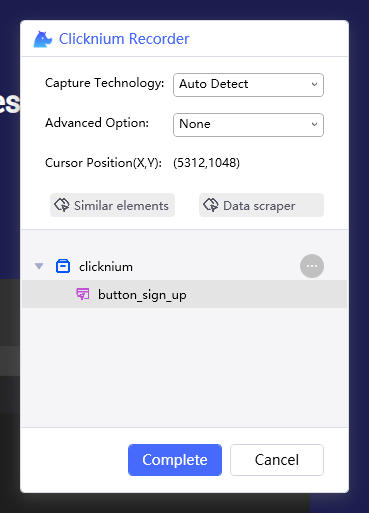 Clicknium Recorder
es
Capture Technology: Auto Detect
Advanced Option: None
Cursor Position(X,Y): (5312,1048)
Similar elements Data scraper
clicknium
button_sign_up
Complete Cancel